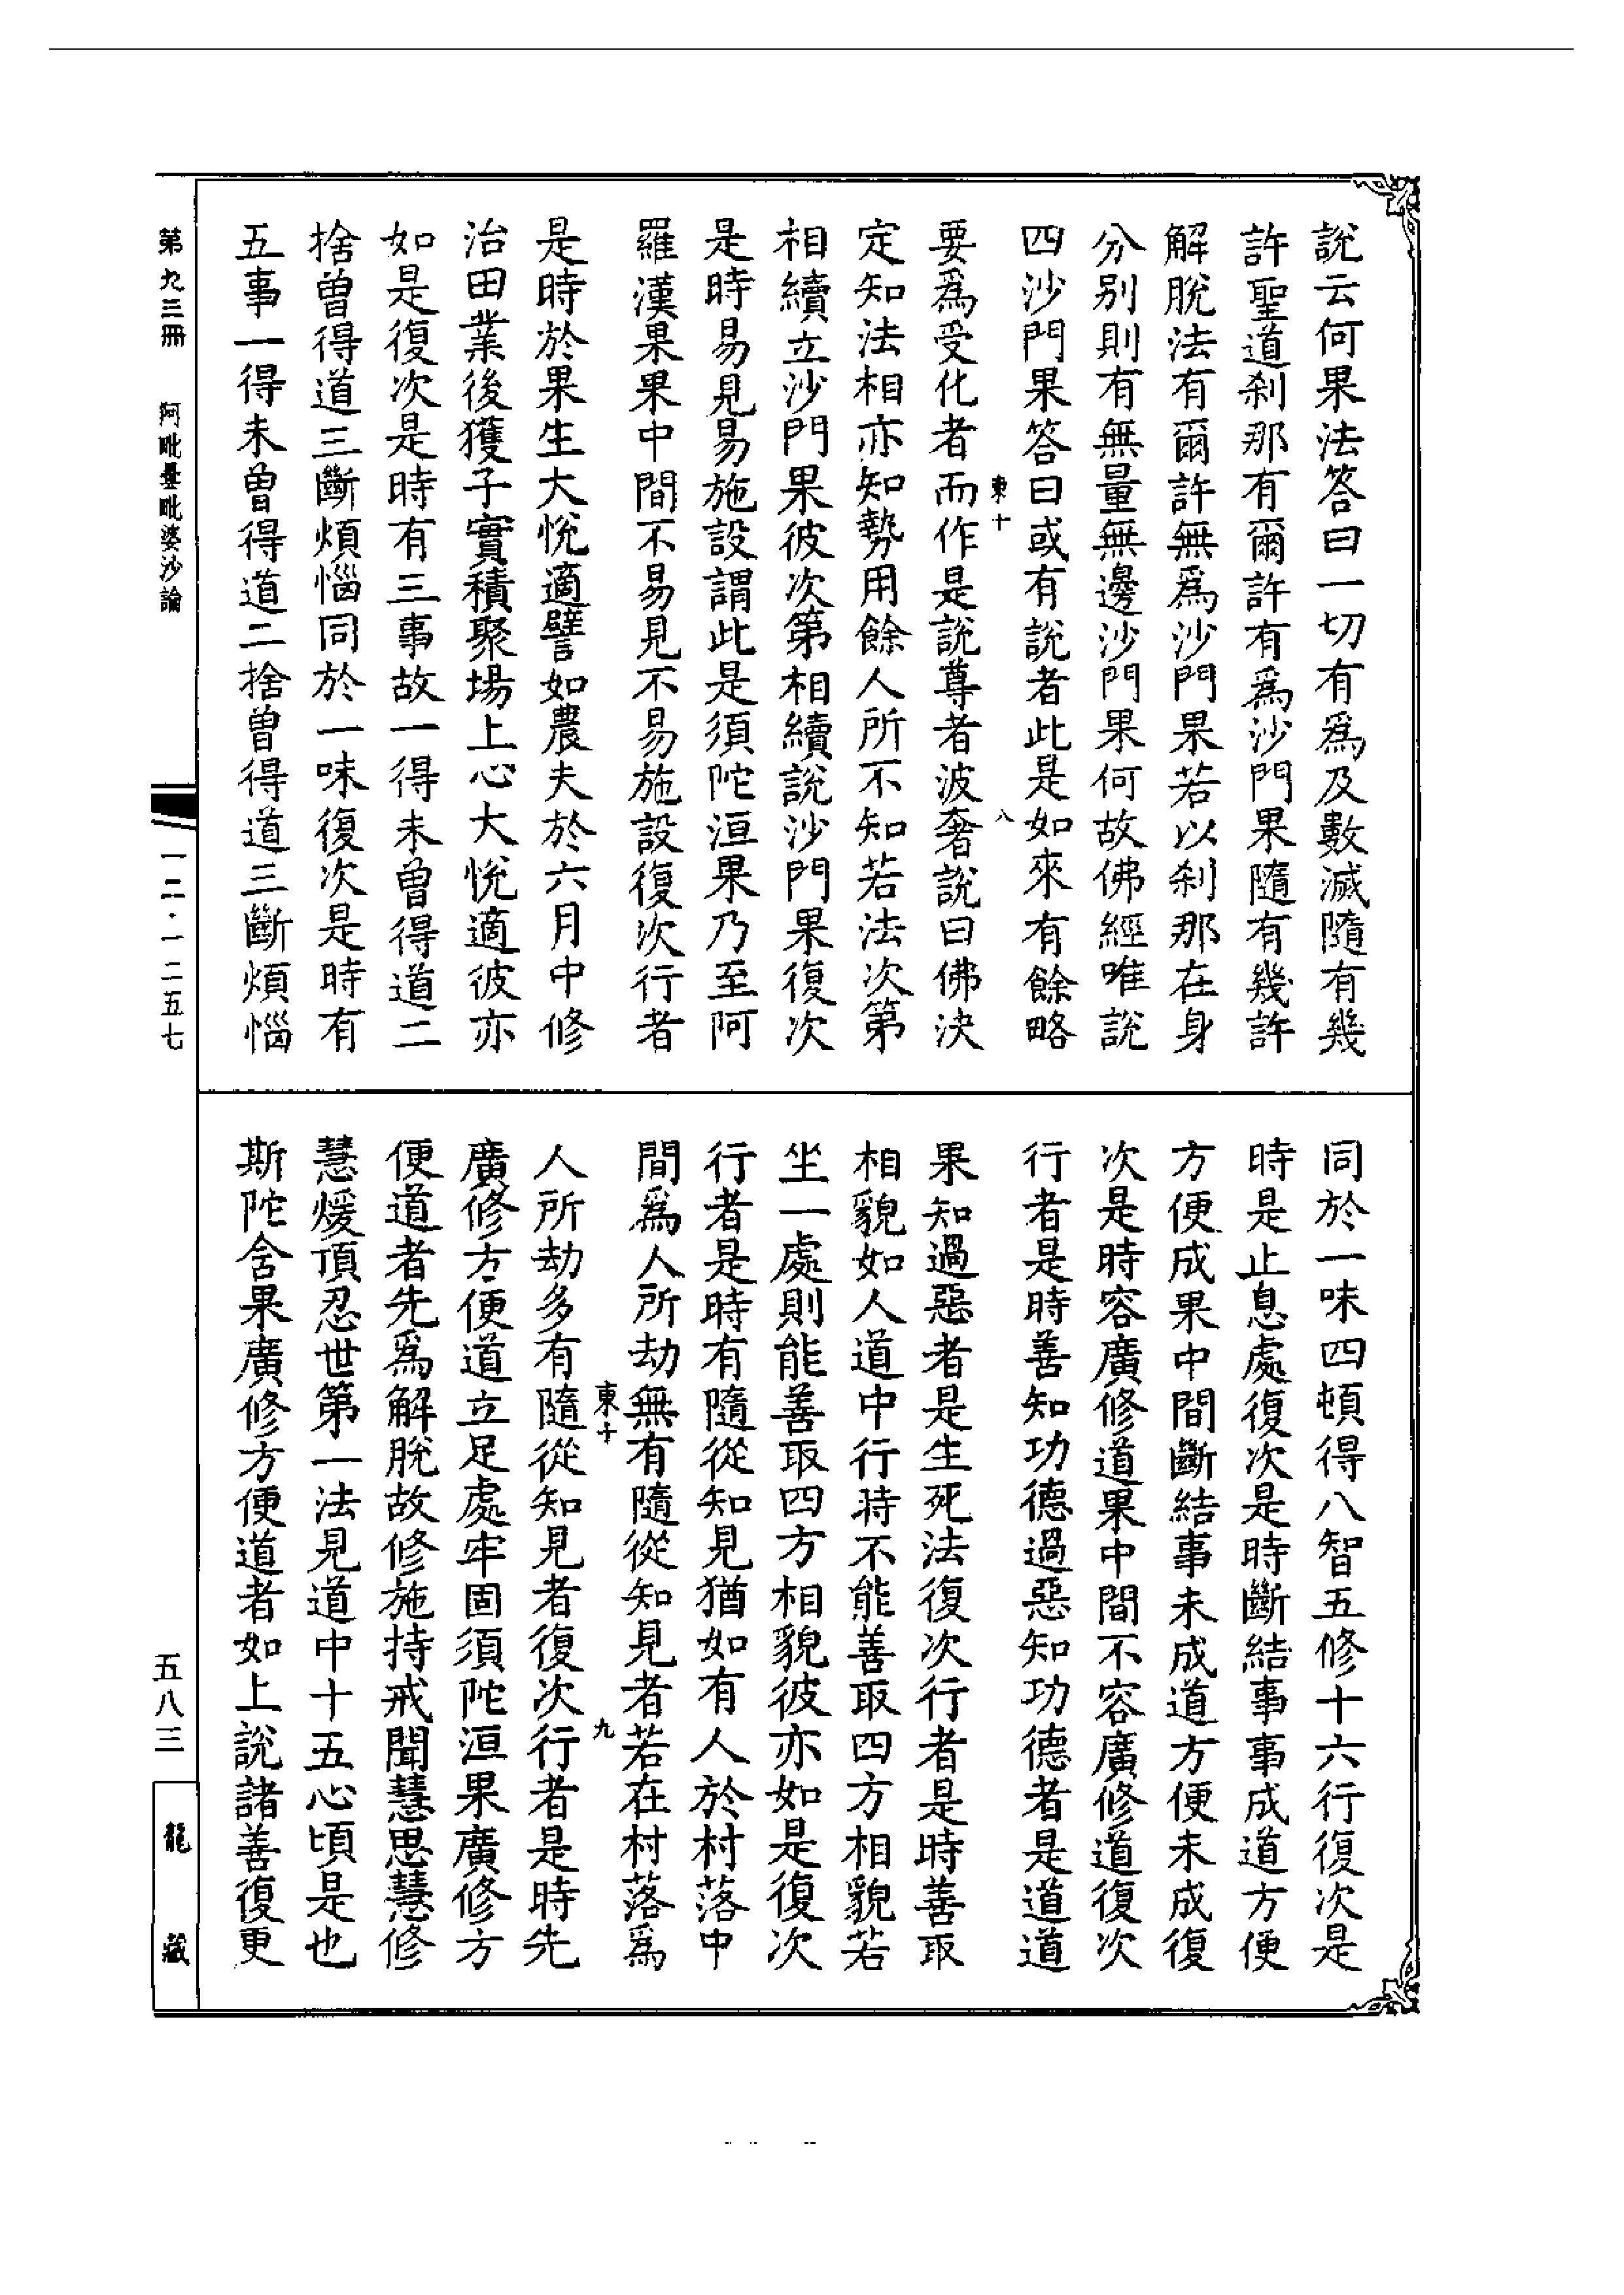 說云何果法答曰一切有爲及數滅隨有幾
許聖道刹那有爾許有爲沙門果隨有幾許
解脫法有爾許無爲沙門果若以刹那在身
分别則有無量無邊沙門果何故佛經唯說
四沙門果答曰或有說者此是如來有餘略
東十 八
要爲受化者而作是說尊者波奢說曰佛決
定知法相亦知勢用餘人所不知若法次第
相續立沙門果彼次第相續說沙門果復次
是時易見易施設謂此是須陀洹果乃至阿
羅漢果果中間不易見不易施設復次行者
是時於果生大悅適譬如農夫於六月中修
治田業後獲子實積聚場上心大悅適彼亦
如是復次是時有三事故一得未曾得道二
捨曾得道三斷煩惱同於一味復次是時有
五事一得未曾得道二捨曾得道三斷煩惱
同於一味四頓得八智五修十六行復次是
時是止息處復次是時斷結事事成道方便
方便成果中間斷結事未成道方便未成復
次是時容廣修道果中間不容廣修道復次
行者是時善知功德過惡知功德者是道道
果知過惡者是生死法復次行者是時善取
相貌如人道中行時不能善取四方相貌若
坐一處則能善取四方相貌彼亦如是復次
行者是時有隨從知見猶如有人於村落中
間爲人所劫無有隨從知見者若在村落爲
東十 九
人所劫多有隨從知見者復次行者是時先
廣修方便道立足處牢固須陀洹果廣修方
便道者先爲解脫故修施持戒聞慧思慧修
慧煖頂忍世第一法見道中十五心頃是也
斯陀含果廣修方便道者如上說諸善復更
第九三冊 阿毗曇毗婆沙論
一二·一二五七
五八三
龍藏